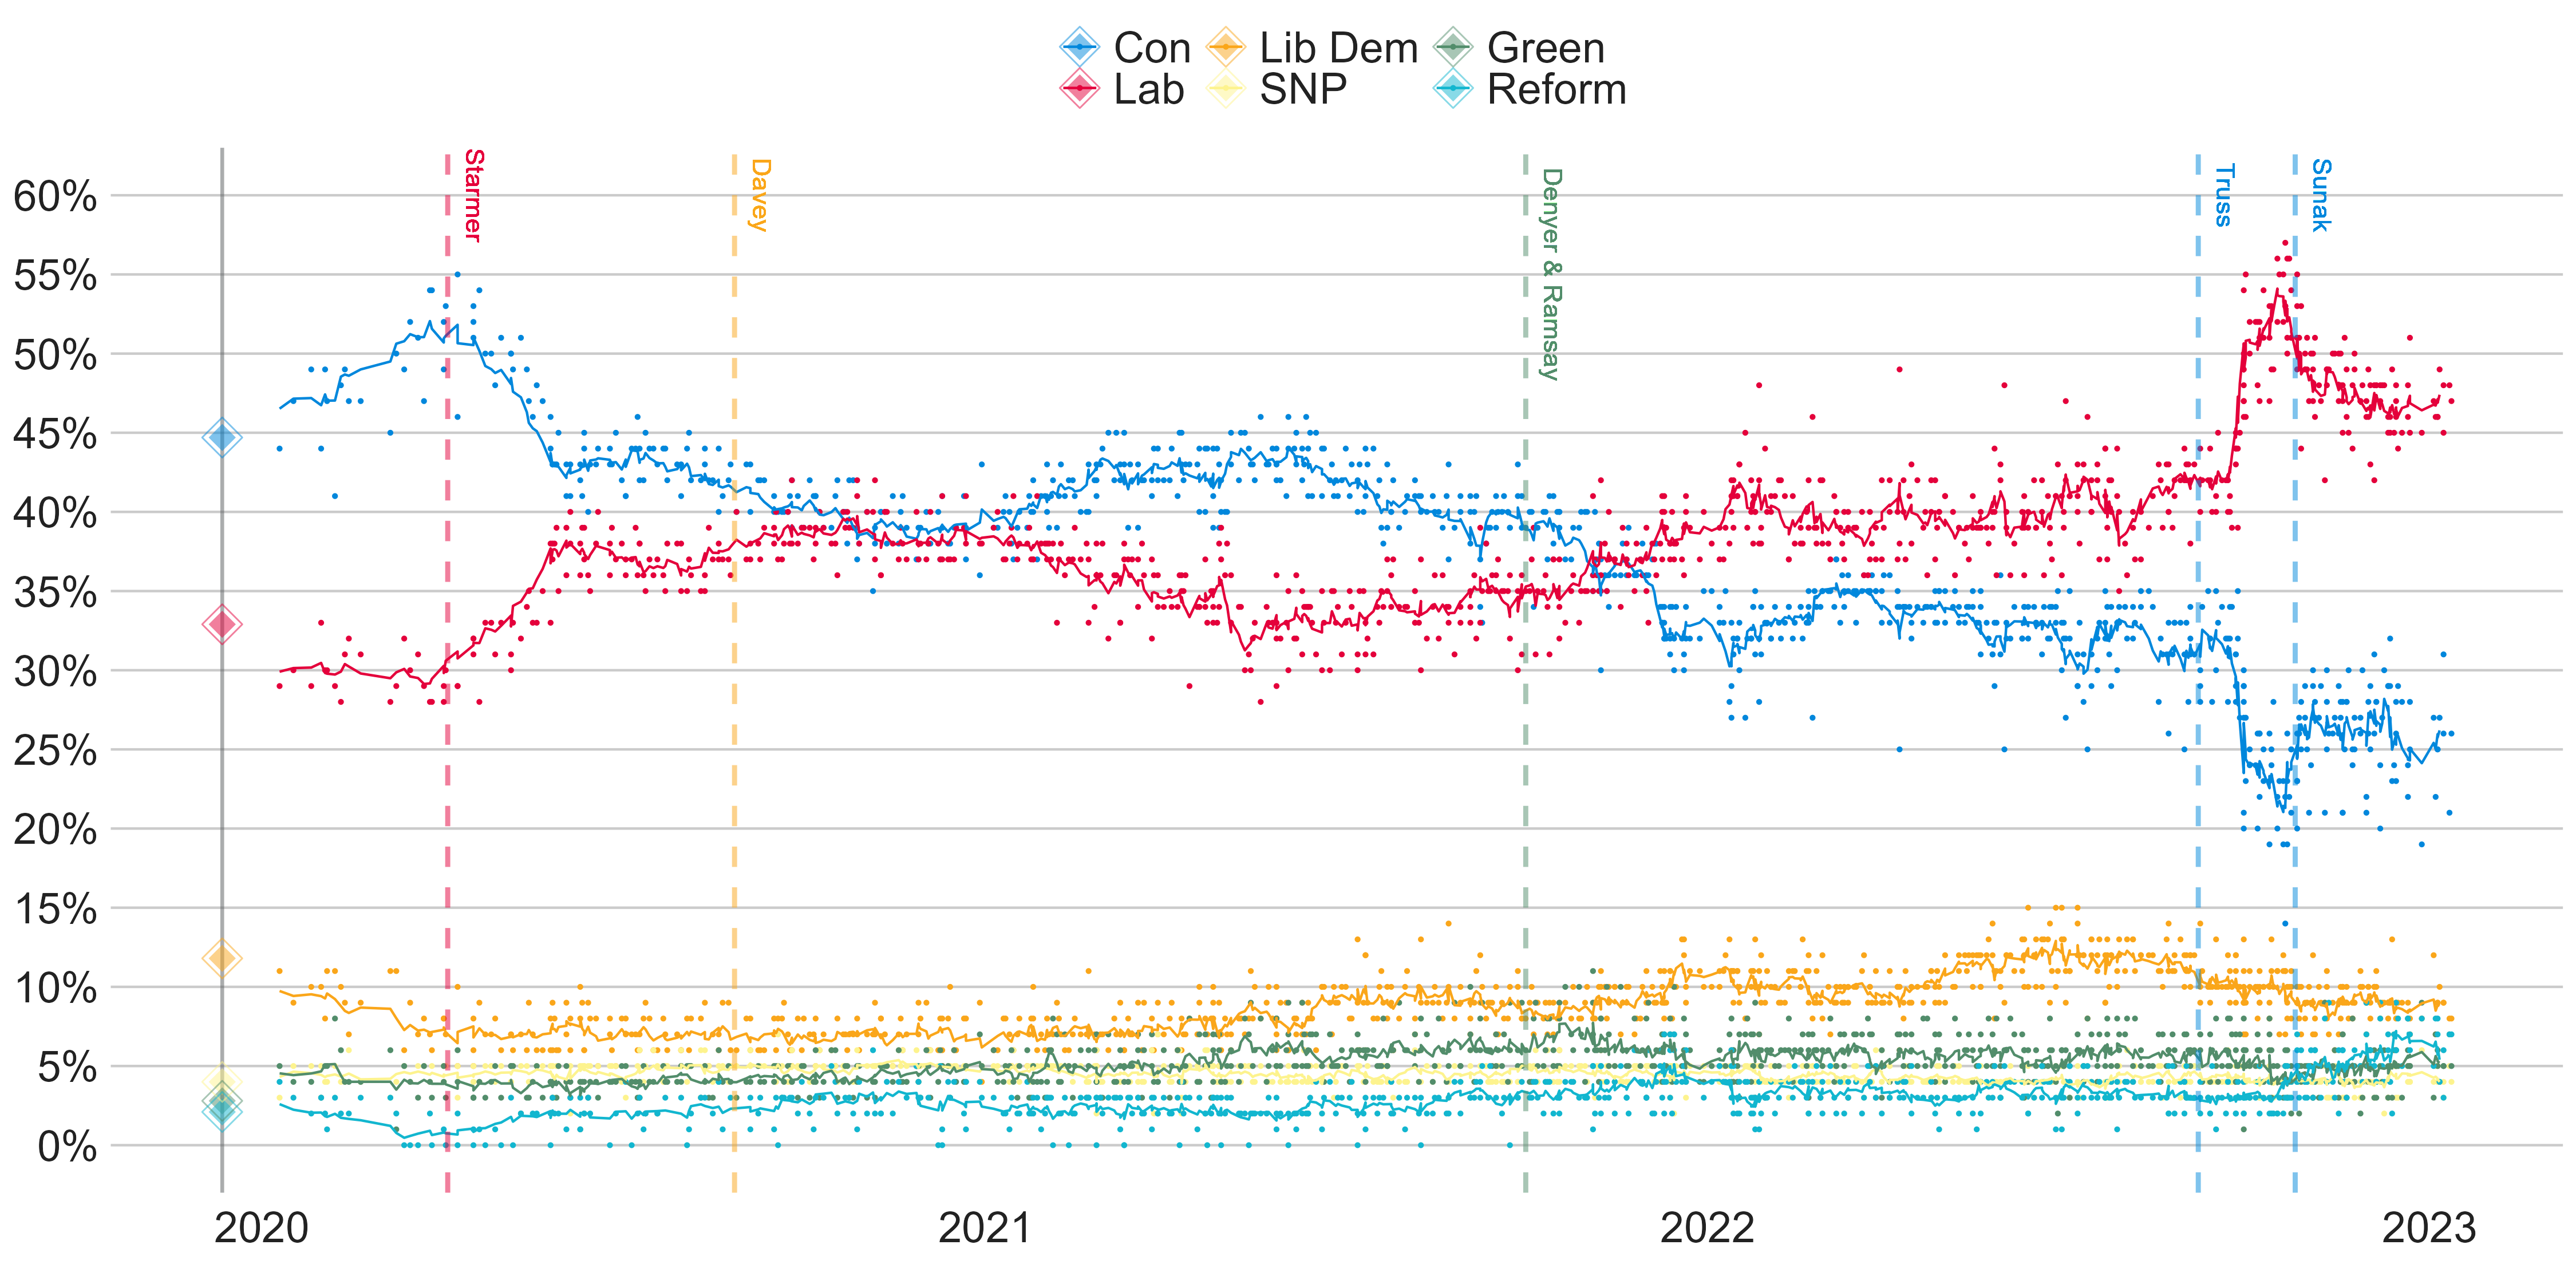 Con Lib Dem Green
Lab SNP Reform
Starmer
Davey
Denyer & Ramsay
Truss
Sunak
60%
55%
50%
45%
40%
35%
30%
25%
20%
15%
10%
5%
0%
2020 2021 2022 2023